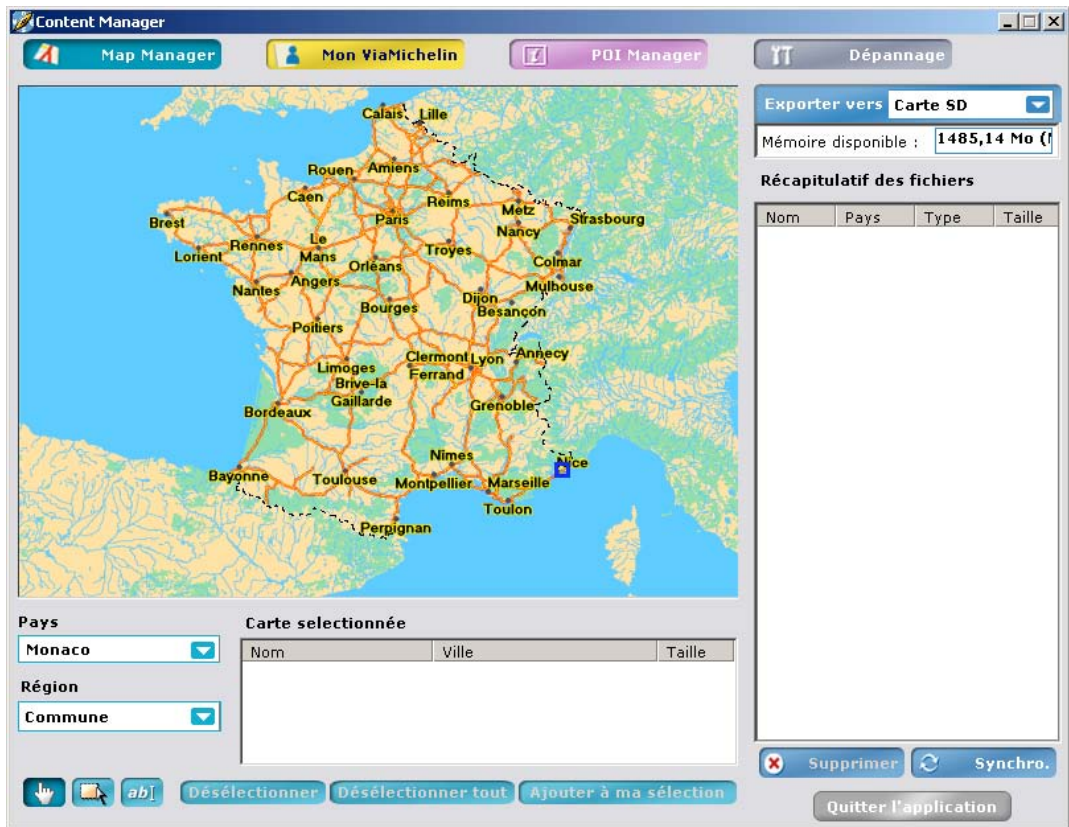 Content Manager
Map Manager
Mon ViaMichelin
POI Manager
Dépannage
Exporter vers Carte SD
Mémoire disponible : 1485,14 Mo (
Récapitulatif des fichiers
Nom Pays Type Taille
Calais Lille
Rouen Amiens
Caen Reims Metz
Brest Paris Strasbourg
Nancy
Rennes Le Mans Troyes
Lorient Orléans Colmar
Nantes Angers Mulhouse
Bourges Dijon
Besançon
Poitiers
Limoges Clermont Ferrand Lyon Annecy
Brive-la Gaillarde
Bordeaux Grenoble
Nîmes Nice
Bayonne Toulouse Montpellier Marseille
Toulon
Perpignan
Pays
Monaco
Région
Commune
Carte selectionnée
Nom Ville Taille
ab
Désélectionner
Désélectionner tout
Ajouter à ma sélection
Supprimer
Synchro.
Quitter l'application